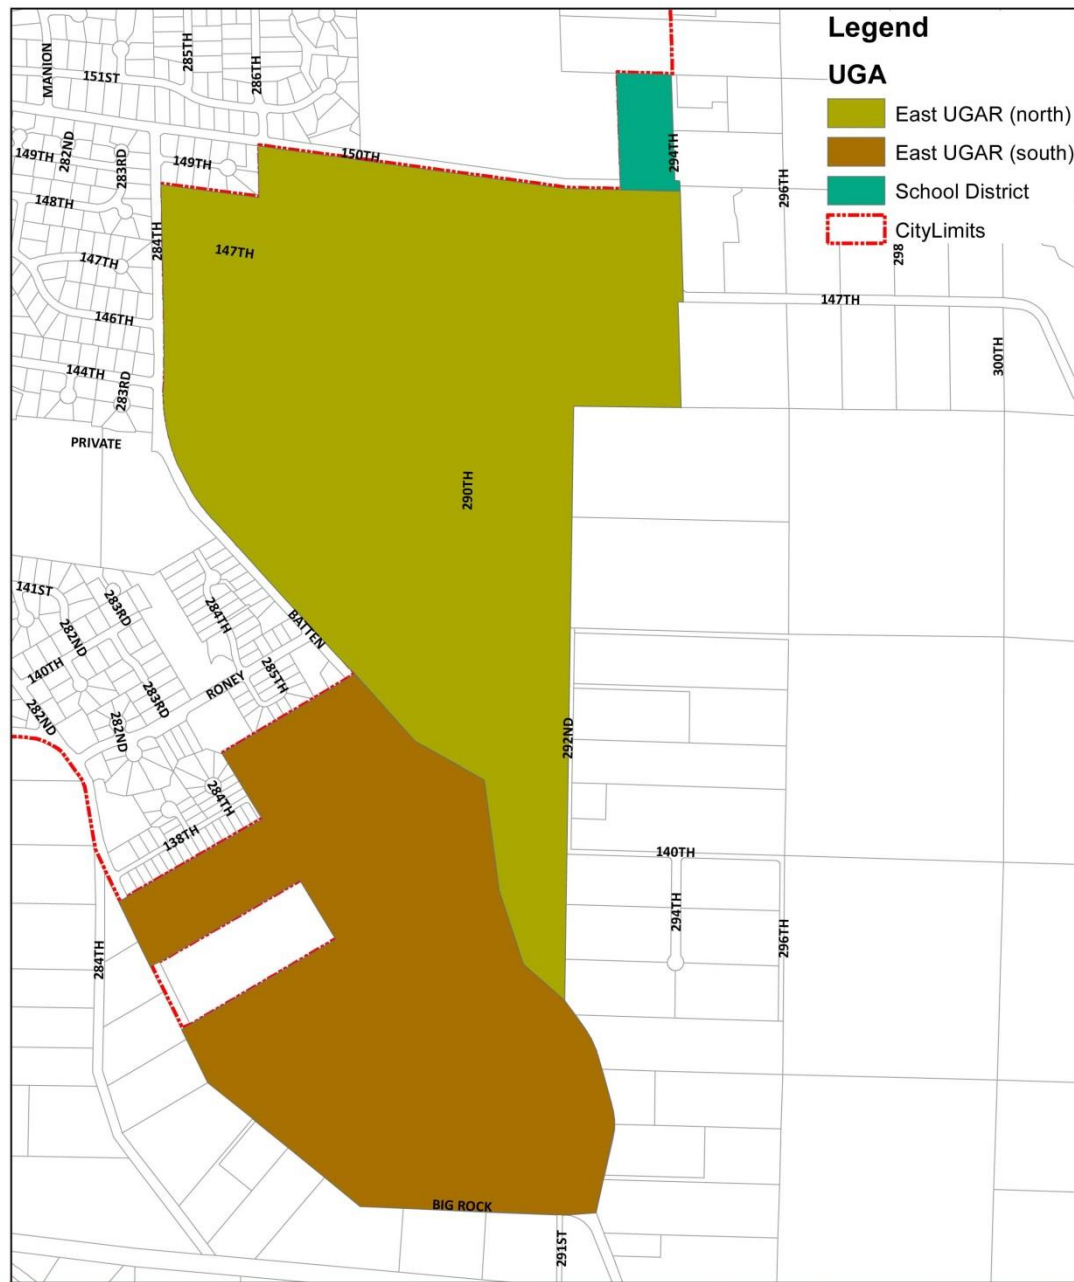 Legend
UGA
East UGAR (north)
East UGAR (south)
School District
CityLimits
MANION
285TH
286TH
151ST
149TH
282ND
283RD
149TH
150TH
294TH
296TH
148TH
284TH
147TH
147TH
298
147TH
146TH
300TH
144TH
283RD
PRIVATE
290TH
141ST
283RD
284TH
BATTEN
282ND
140TH
285TH
RONEY
283RD
282ND
282ND
292ND
284TH
138TH
140TH
294TH
296TH
284TH
BIG ROCK
291ST